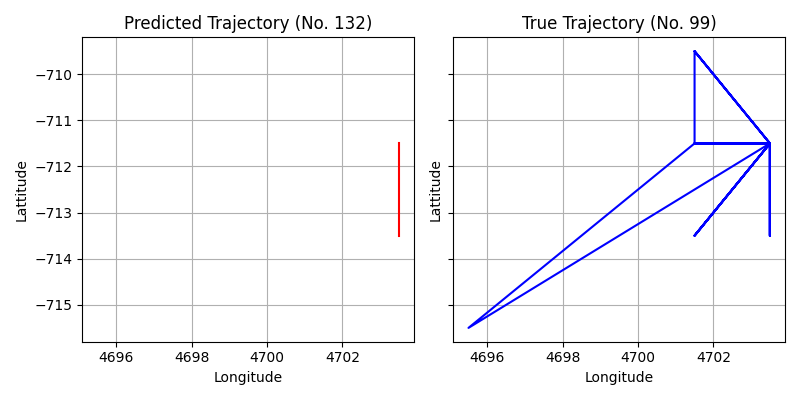 Predicted Trajectory (No. 132)
−710
−711
−712
−713
−714
−715
Lattitude
4696 4698 4700 4702
Longitude
True Trajectory (No. 99)
Lattitude
4696 4698 4700 4702
Longitude